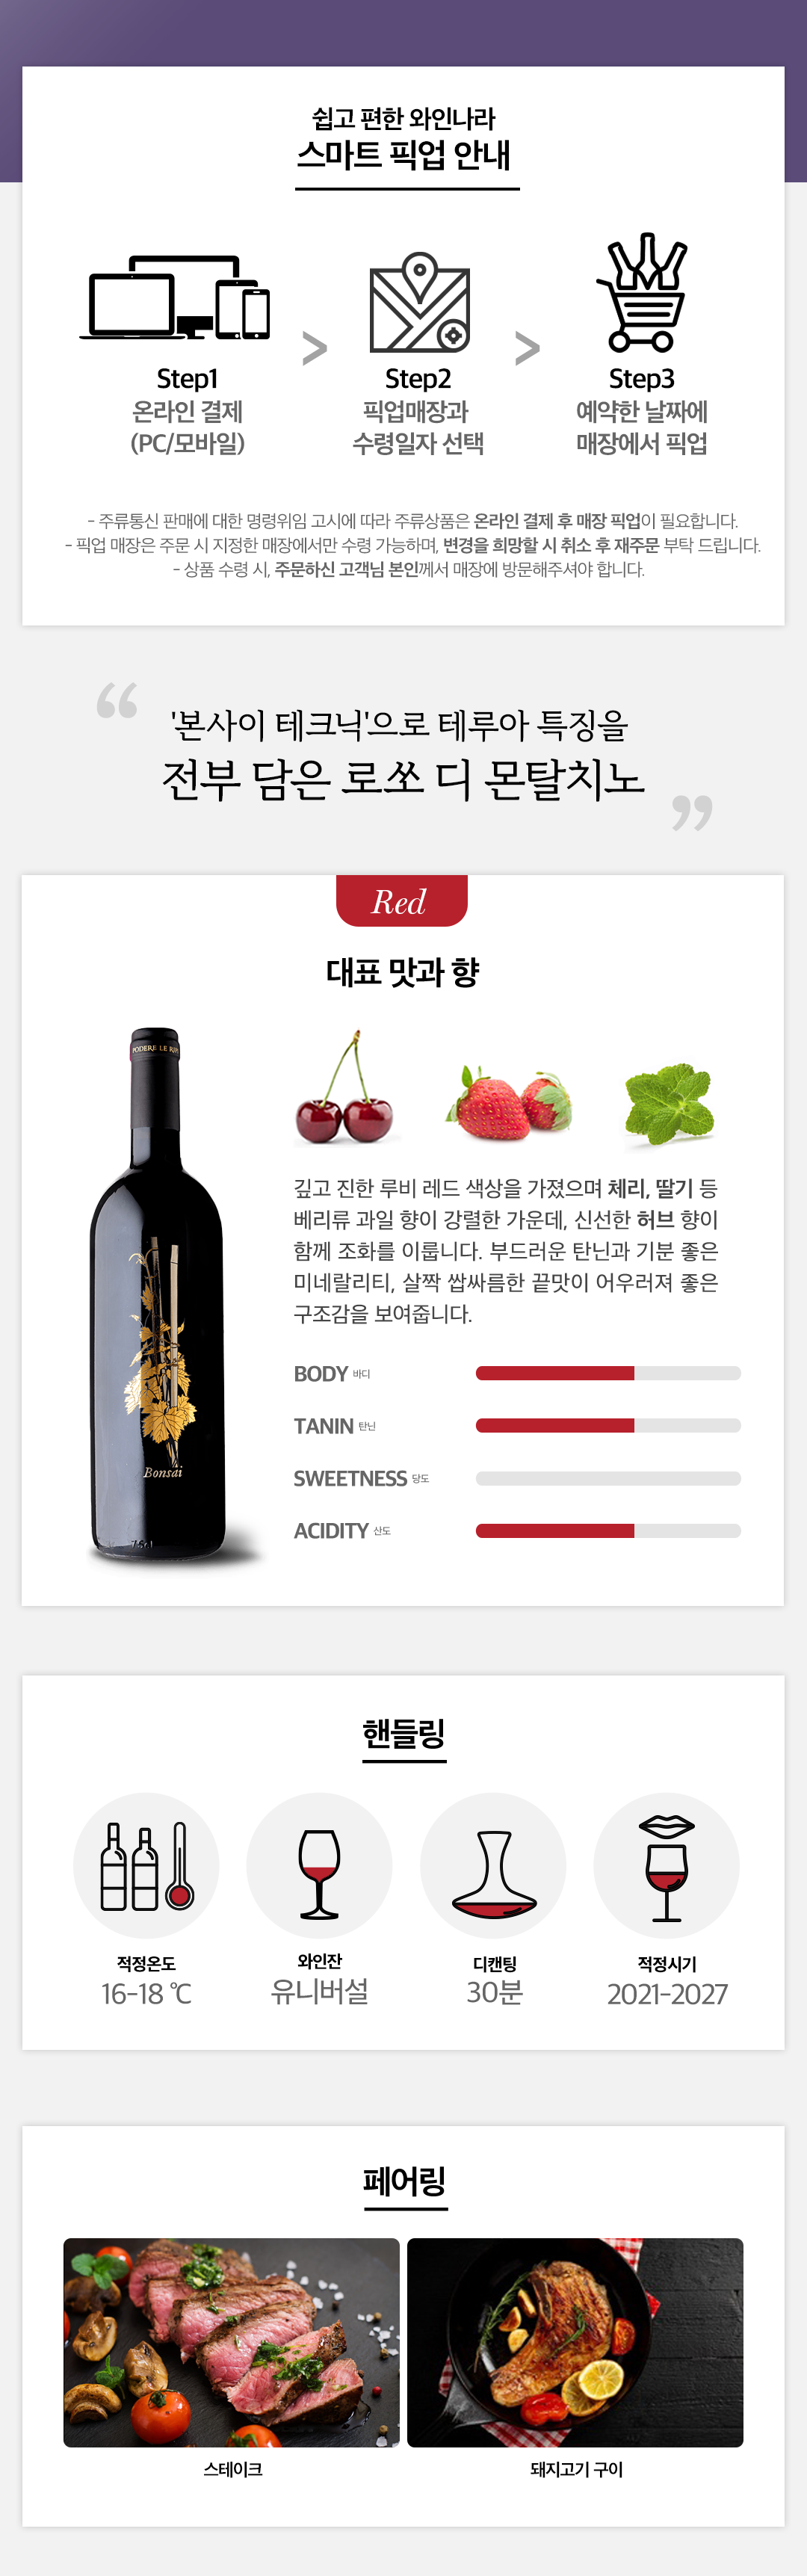 쉽고 편한 와인나라
스마트 픽업 안내
Step1
온라인 결제
(PC/모바일)
>
Step2
픽업매장과
수령일자 선택
>
Step3
예약한 날짜에
매장에서 픽업
- 주류통신 판매에 대한 명령위임 고시에 따라 주류상품은 온라인 결제 후 매장 픽업이 필요합니다.
- 픽업 매장은 주문 시 지정한 매장에서만 수령 가능하며, 변경을 희망할 시 취소 후 재주문 부탁 드립니다.
- 상품 수령 시, 주문하신 고객님 본인께서 매장에 방문해주셔야 합니다.
“ '본사이 테크닉'으로 테루아 특징을
전부 담은 로쏘 디 몬탈치노 ”
Red
대표 맛과 향
PODERE LE RI
Bonsai
깊고 진한 루비 레드 색상을 가졌으며 체리, 딸기 등
베리류 과일 향이 강렬한 가운데, 신선한 허브 향이
함께 조화를 이룹니다. 부드러운 탄닌과 기분 좋은
미네랄리티, 살짝 쌉싸름한 끝맛이 어우러져 좋은
구조감을 보여줍니다.
BODY 바디
TANIN 탄닌
SWEETNESS 당도
ACIDITY 산도
핸들링
적정온도
16-18 ℃
와인잔
유니버설
디캔팅
30분
적정시기
2021-2027
페어링
스테이크
돼지고기 구이